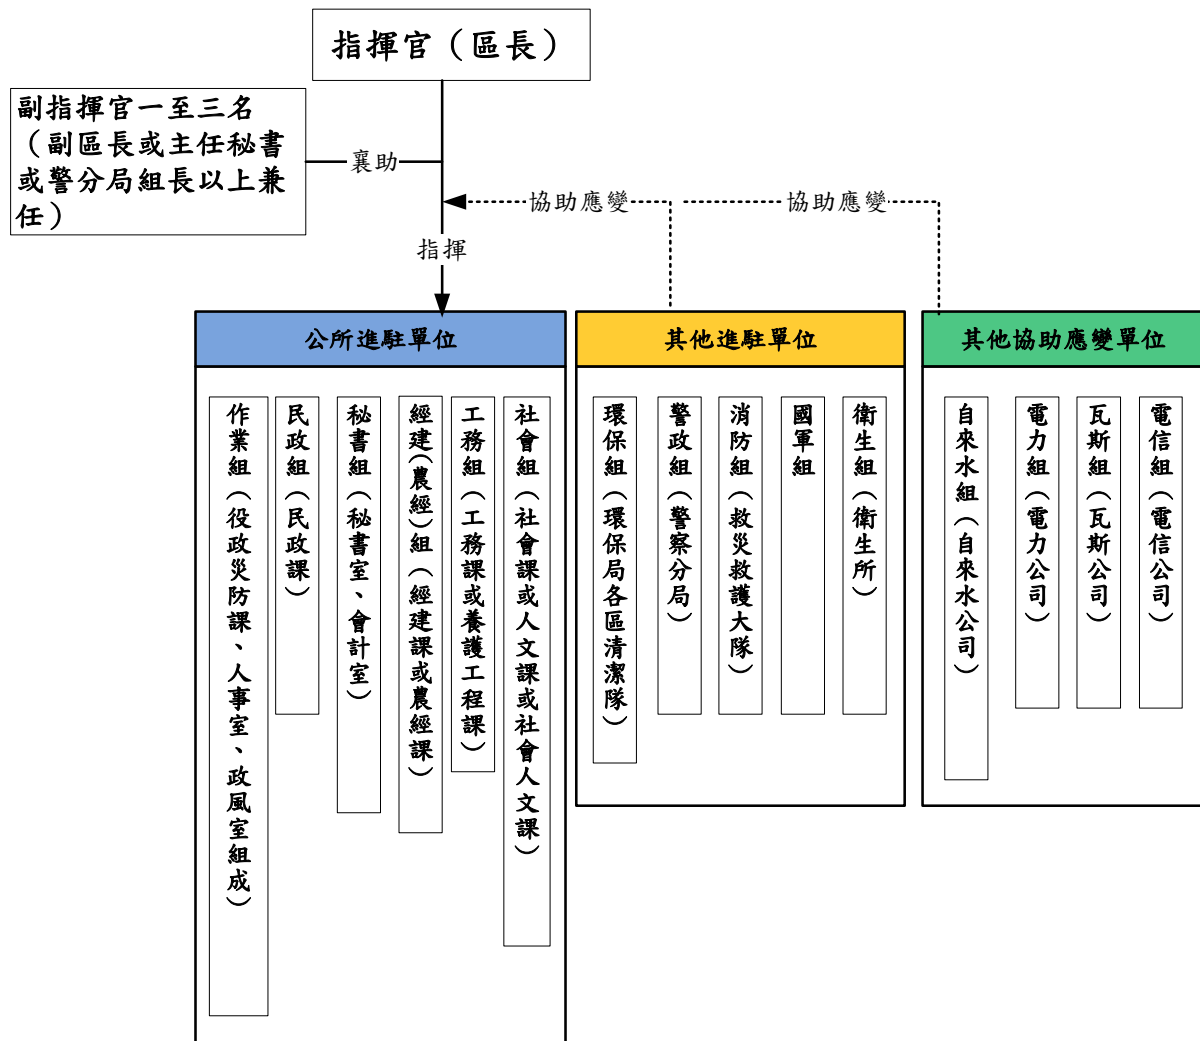 指揮官（區長）
副指揮官一至三名
（副區長或主任秘書
或警分局組長以上兼
任）
襄助
協助應變
協助應變
指揮
公所進駐單位
其他進駐單位
其他協助應變單位
作業組（役政災防課、人事室、政風室組成）
民政組（民政課）
秘書組（秘書室、會計室）
經建(農經)組（經建課或農經課）
工務組（工務課或養護工程課）
社會組（社會課或人文課或社會人文課）
環保組（環保局各區清潔隊）
警政組（警察分局）
消防組（救災救護大隊）
國軍組
衛生組（衛生所）
自來水組（自來水公司）
電力組（電力公司）
瓦斯組（瓦斯公司）
電信組（電信公司）